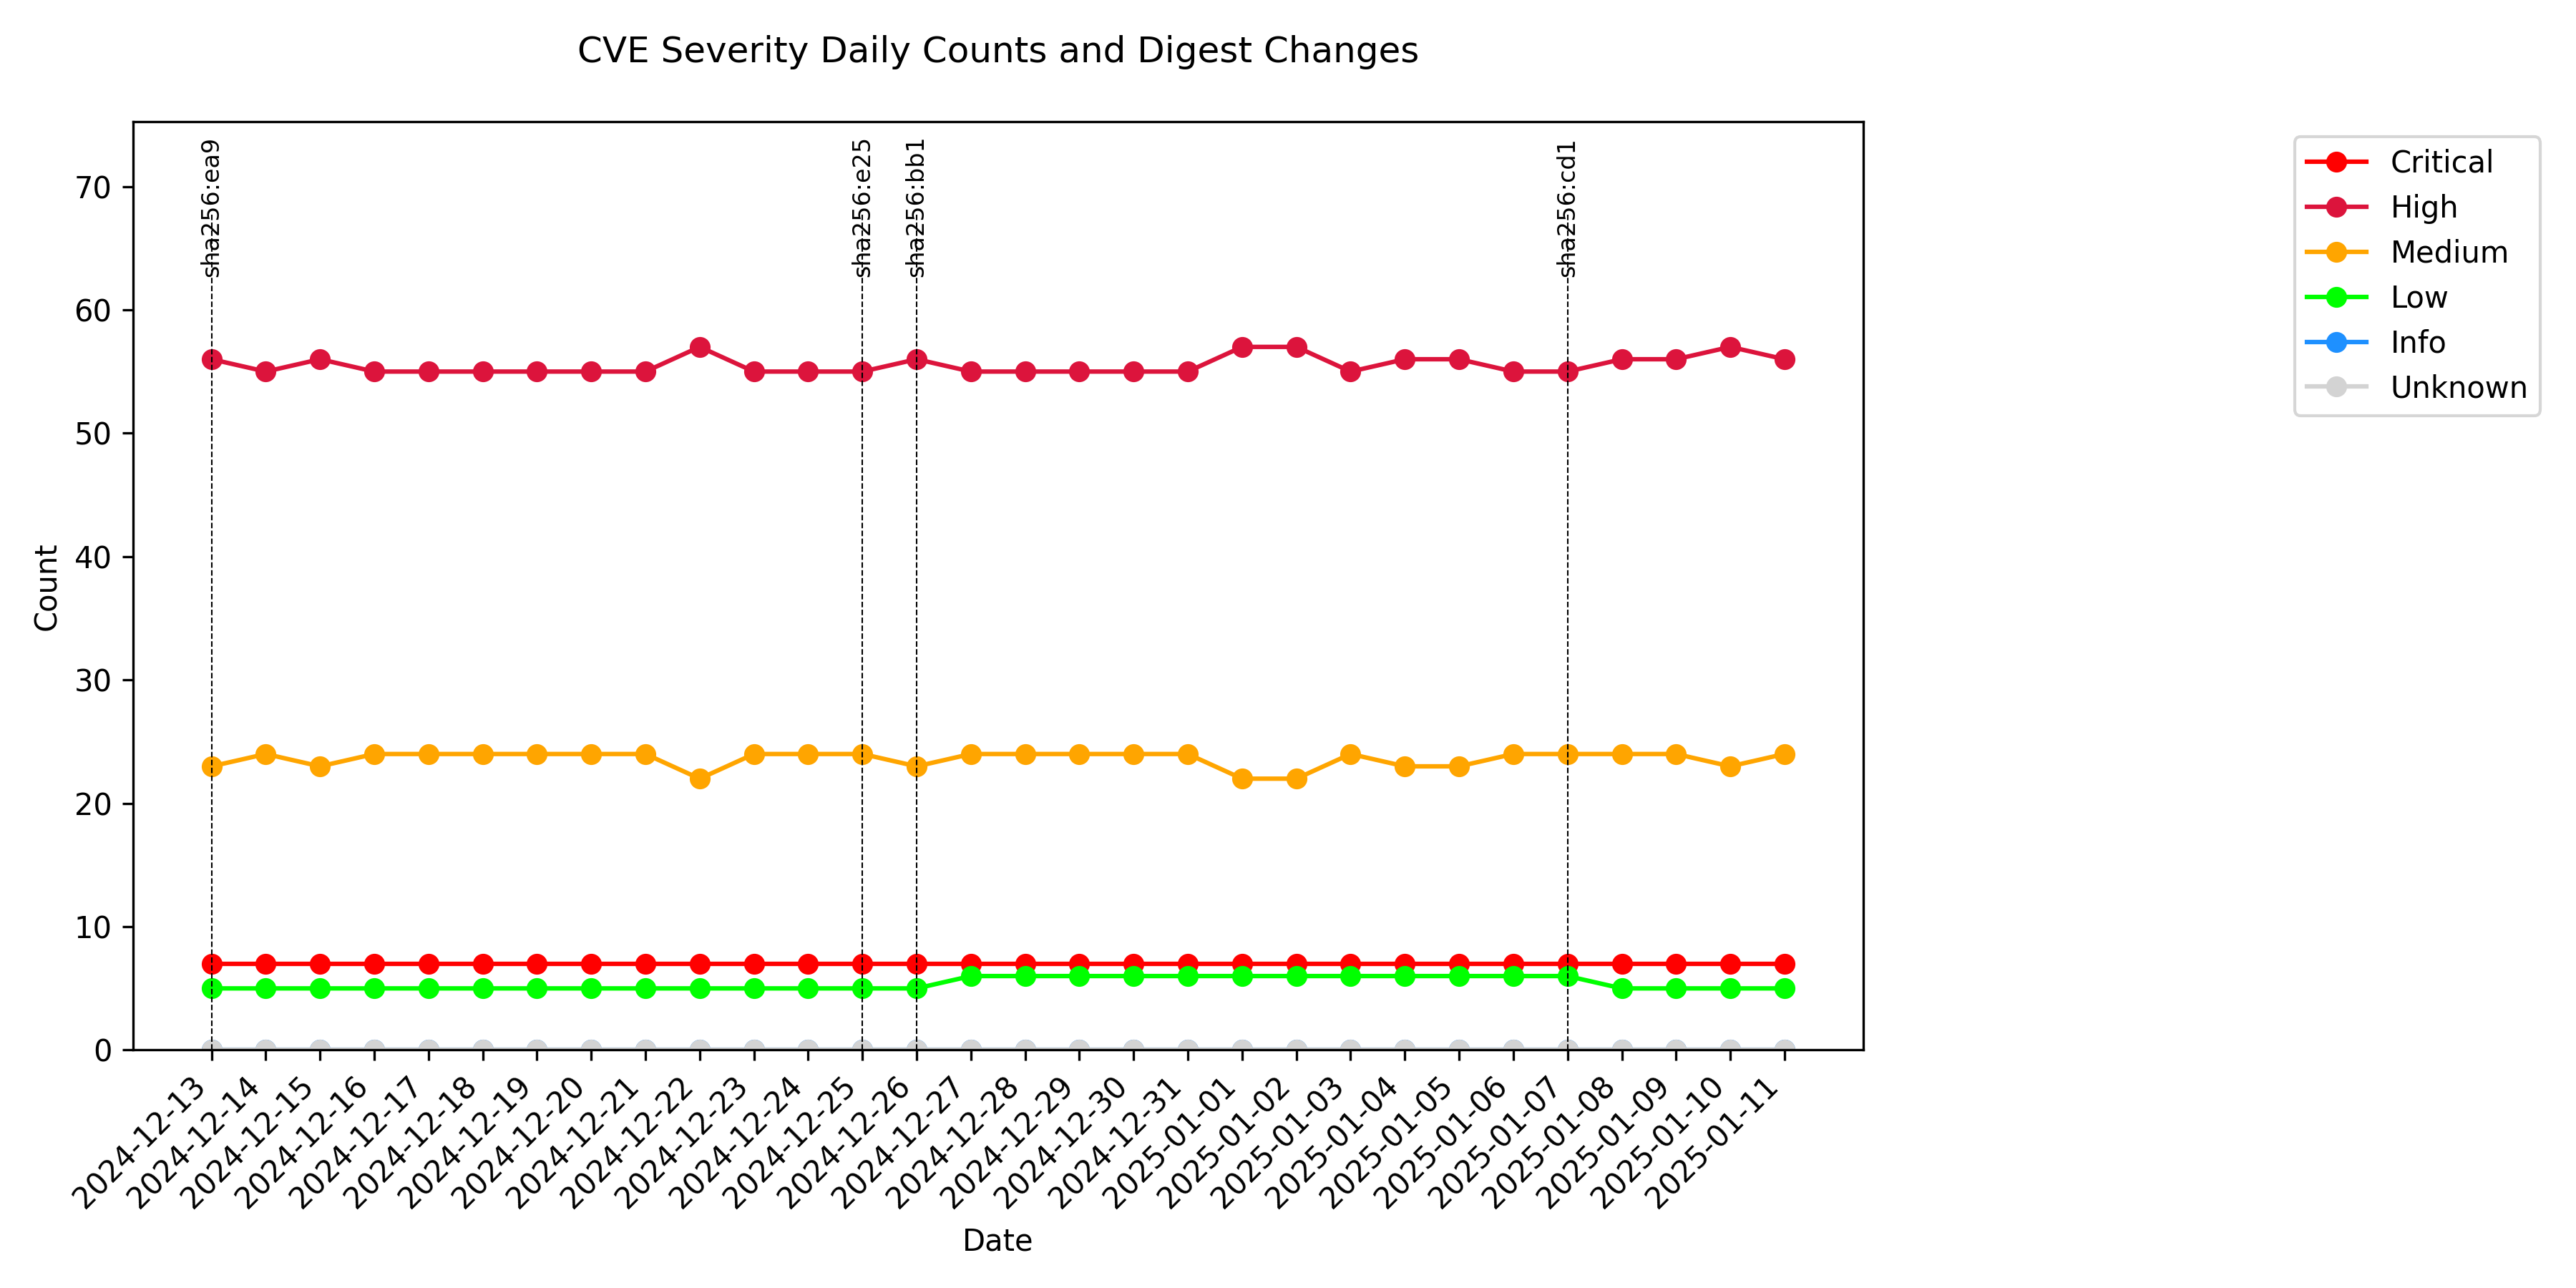 CVE Severity Daily Counts and Digest Changes
sha256:ea9
sha256:e25
sha256:bb1
sha256:cd1
Critical
High
Medium
Low
Info
Unknown
Count
70
60
50
40
30
20
10
0
2024-12-13
2024-12-14
2024-12-15
2024-12-16
2024-12-17
2024-12-18
2024-12-19
2024-12-20
2024-12-21
2024-12-22
2024-12-23
2024-12-24
2024-12-25
2024-12-26
2024-12-27
2024-12-28
2024-12-29
2024-12-30
2024-12-31
2025-01-01
2025-01-02
2025-01-03
2025-01-04
2025-01-05
2025-01-06
2025-01-07
2025-01-08
2025-01-09
2025-01-10
2025-01-11
Date